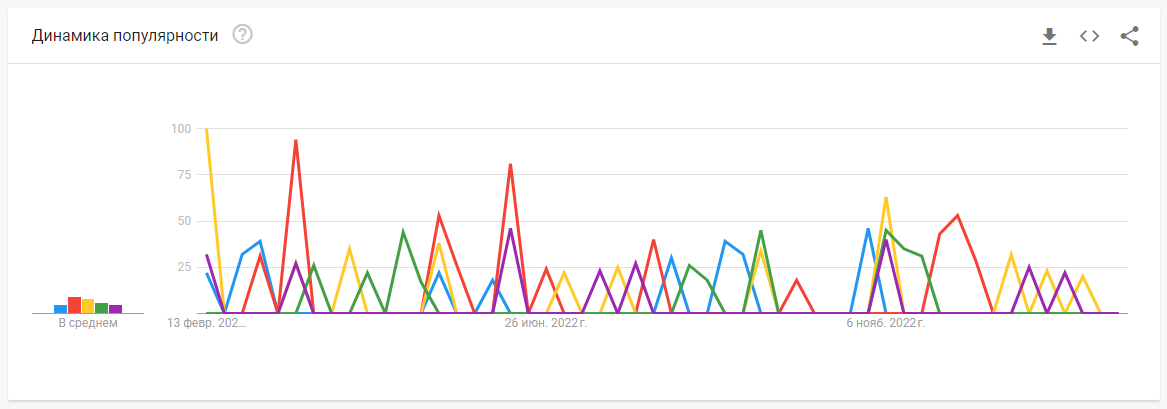 Динамика популярности
100
75
50
25
В среднем
13 февр. 202...
26 июн. 2022 г.
6 нояб. 2022 г.